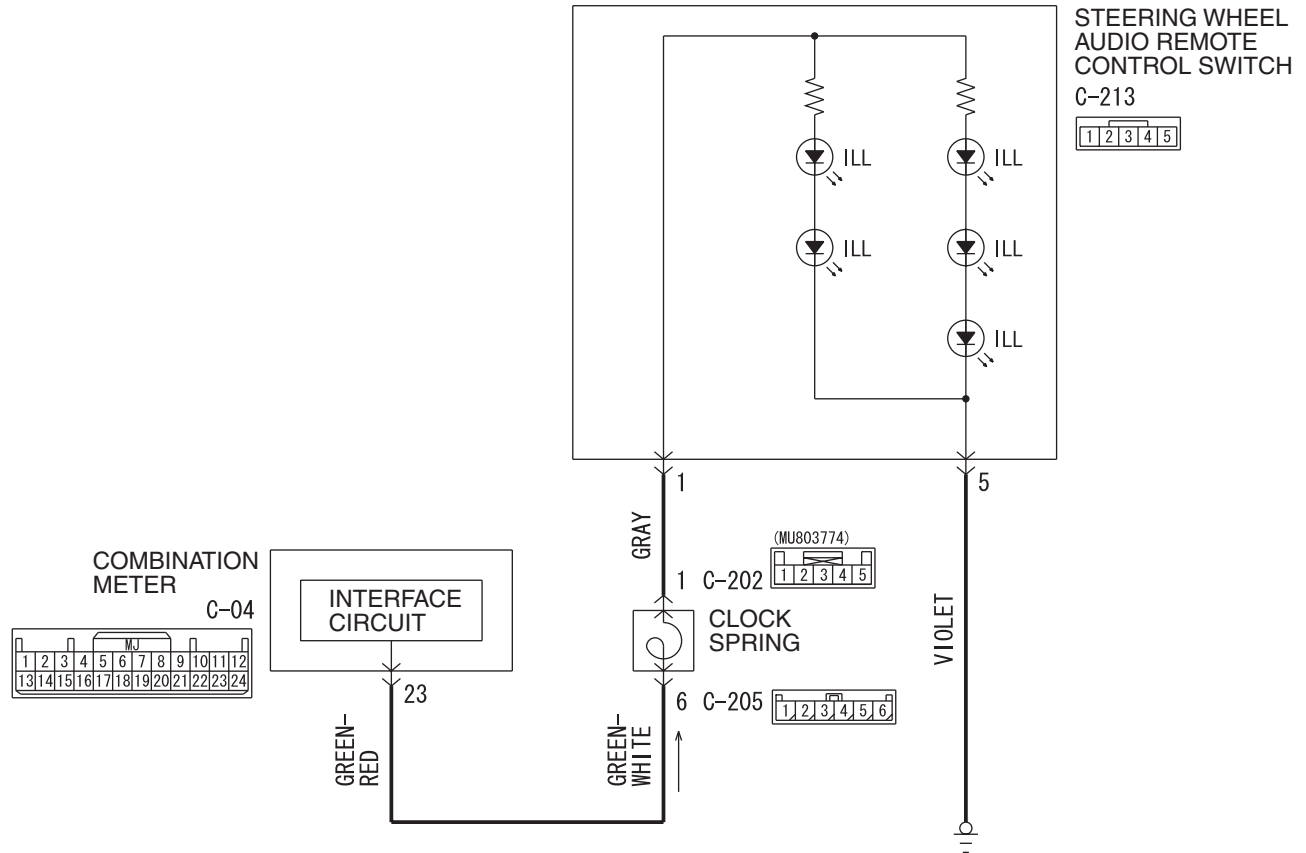 STEERING WHEEL
AUDIO REMOTE
CONTROL SWITCH
C-213
1 2 3 4 5
ILL
ILL
ILL
ILL
ILL
1
5
GRAY
(MU803774)
1 2 3 4 5
1 C-202
CLOCK
SPRING
VIOLET
COMBINATION
METER
C-04
MJ
1 2 3 4 5 6 7 8 9 10 11 12
13 14 15 16 17 18 19 20 21 22 23 24
INTERFACE
CIRCUIT
23
6 C-205
1 2 3 4 5 6
GREEN-
RED
GREEN-
WHITE